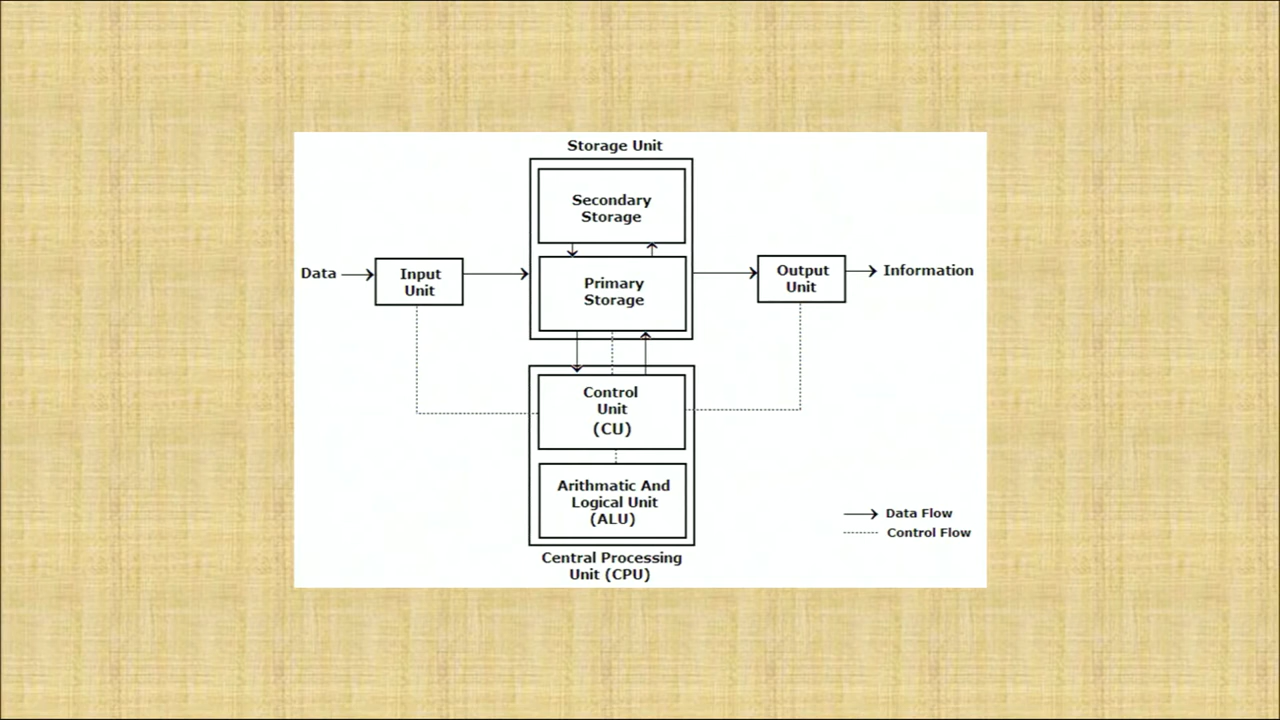 Storage Unit
Secondary
Storage
Data
Input
Unit
Primary
Storage
Output
Unit
Information
Control
Unit
(CU)
Arithmatic And
Logical Unit
(ALU)
Central Processing
Unit (CPU)
Data Flow
Control Flow